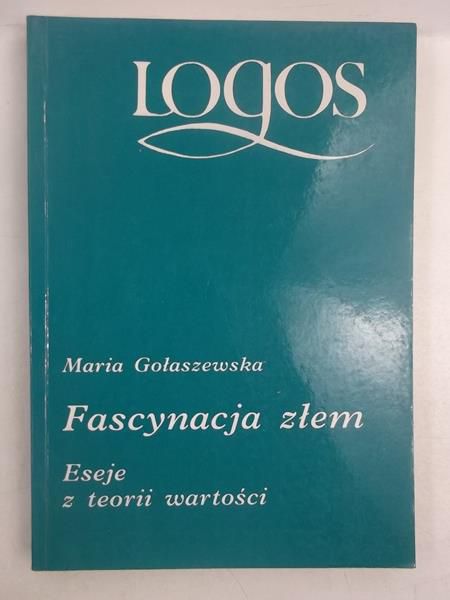 LOGOS
Maria Gołaszewska
Fascynacja złem
Eseje
z teorii wartości